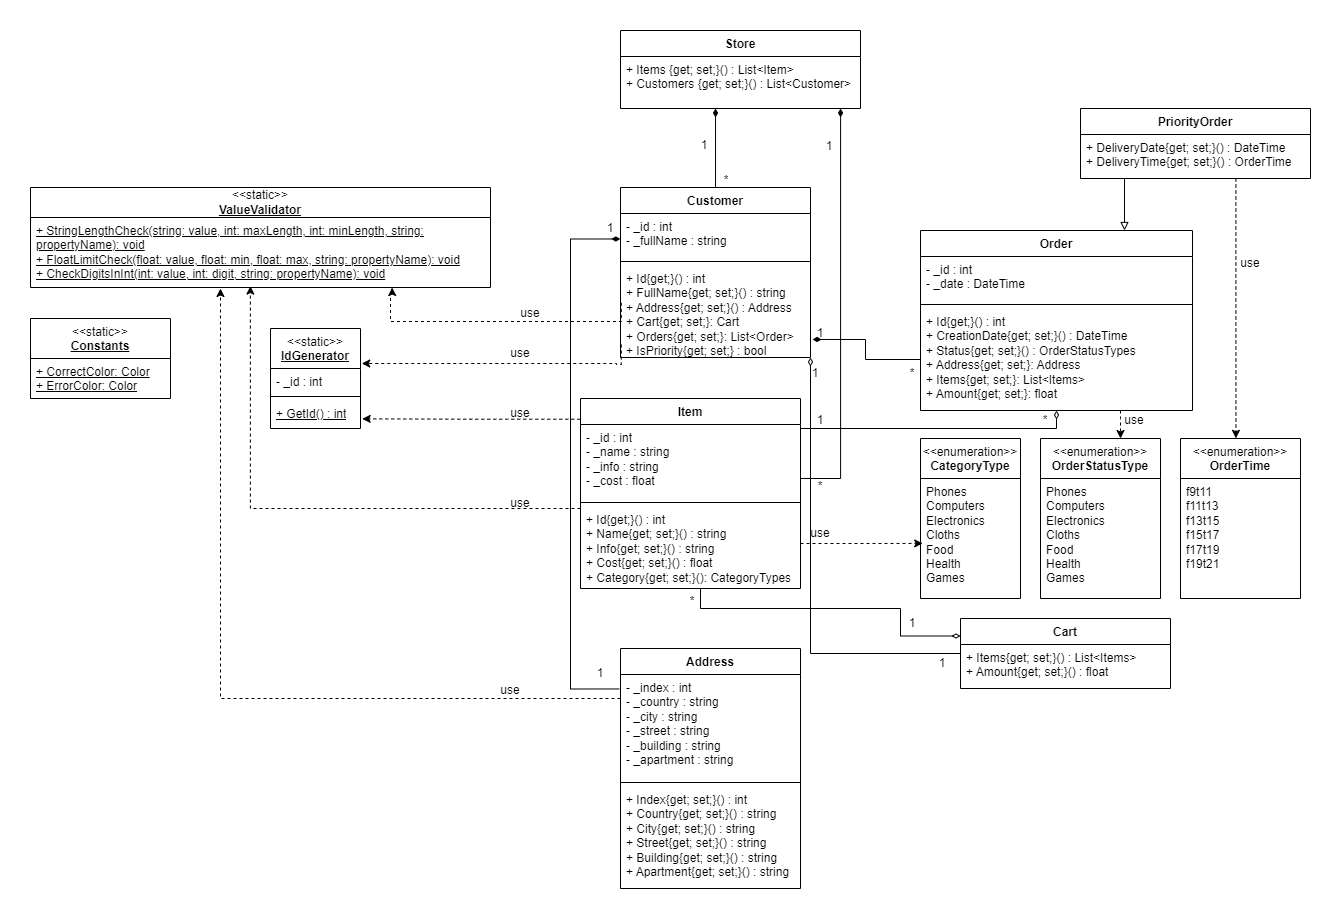 Store
+ Items {get; set;}() : List<Item>
+ Customers {get; set;}() : List<Customer>
1
1
*
PriorityOrder
+ DeliveryDate{get; set;}() : DateTime
+ DeliveryTime{get; set;}() : OrderTime
<<static>>
ValueValidator
+ StringLengthCheck(string: value, int: maxLength, int: minLength, string:
propertyName): void
+ FloatLimitCheck(float: value, float: min, float: max, string: propertyName): void
+ CheckDigitsInInt(int: value, int: digit, string: propertyName): void
Customer
- _id : int
- _fullName : string
+ Id{get;}() : int
+ FullName{get; set;}() : string
+ Address{get; set;}() : Address
+ Cart{get; set;}: Cart
+ Orders{get; set;}: List<Order>
+ IsPriority{get; set;} : bool
1
Order
- _id : int
- _date : DateTime
+ Id{get;}() : int
+ CreationDate{get; set;}() : DateTime
+ Status{get; set;}() : OrderStatusTypes
+ Address{get; set;}: Address
+ Items{get; set;}: List<Items>
+ Amount{get; set;}: float
use
use
use
1
*
1
<<static>>
Constants
+ CorrectColor: Color
+ ErrorColor: Color
<<static>>
IdGenerator
- _id : int
+ GetId() : int
use
Item
- _id : int
- _name : string
- _info : string
- _cost : float
+ Id{get;}() : int
+ Name{get; set;}() : string
+ Info{get; set;}() : string
+ Cost{get; set;}() : float
+ Category{get; set;}(): CategoryTypes
1
*
use
*
use
use
<<enumeration>>
CategoryType
Phones
Computers
Electronics
Cloths
Food
Health
Games
<<enumeration>>
OrderStatusType
Phones
Computers
Electronics
Cloths
Food
Health
Games
<<enumeration>>
OrderTime
f9t11
f11t13
f13t15
f15t17
f17t19
f19t21
*
1
1
Cart
+ Items{get; set;}() : List<Items>
+ Amount{get; set;}() : float
1
use
Address
- _index : int
- _country : string
- _city : string
- _street : string
- _building : string
- _apartment : string
+ Index{get; set;}() : int
+ Country{get; set;}() : string
+ City{get; set;}() : string
+ Street{get; set;}() : string
+ Building{get; set;}() : string
+ Apartment{get; set;}() : string